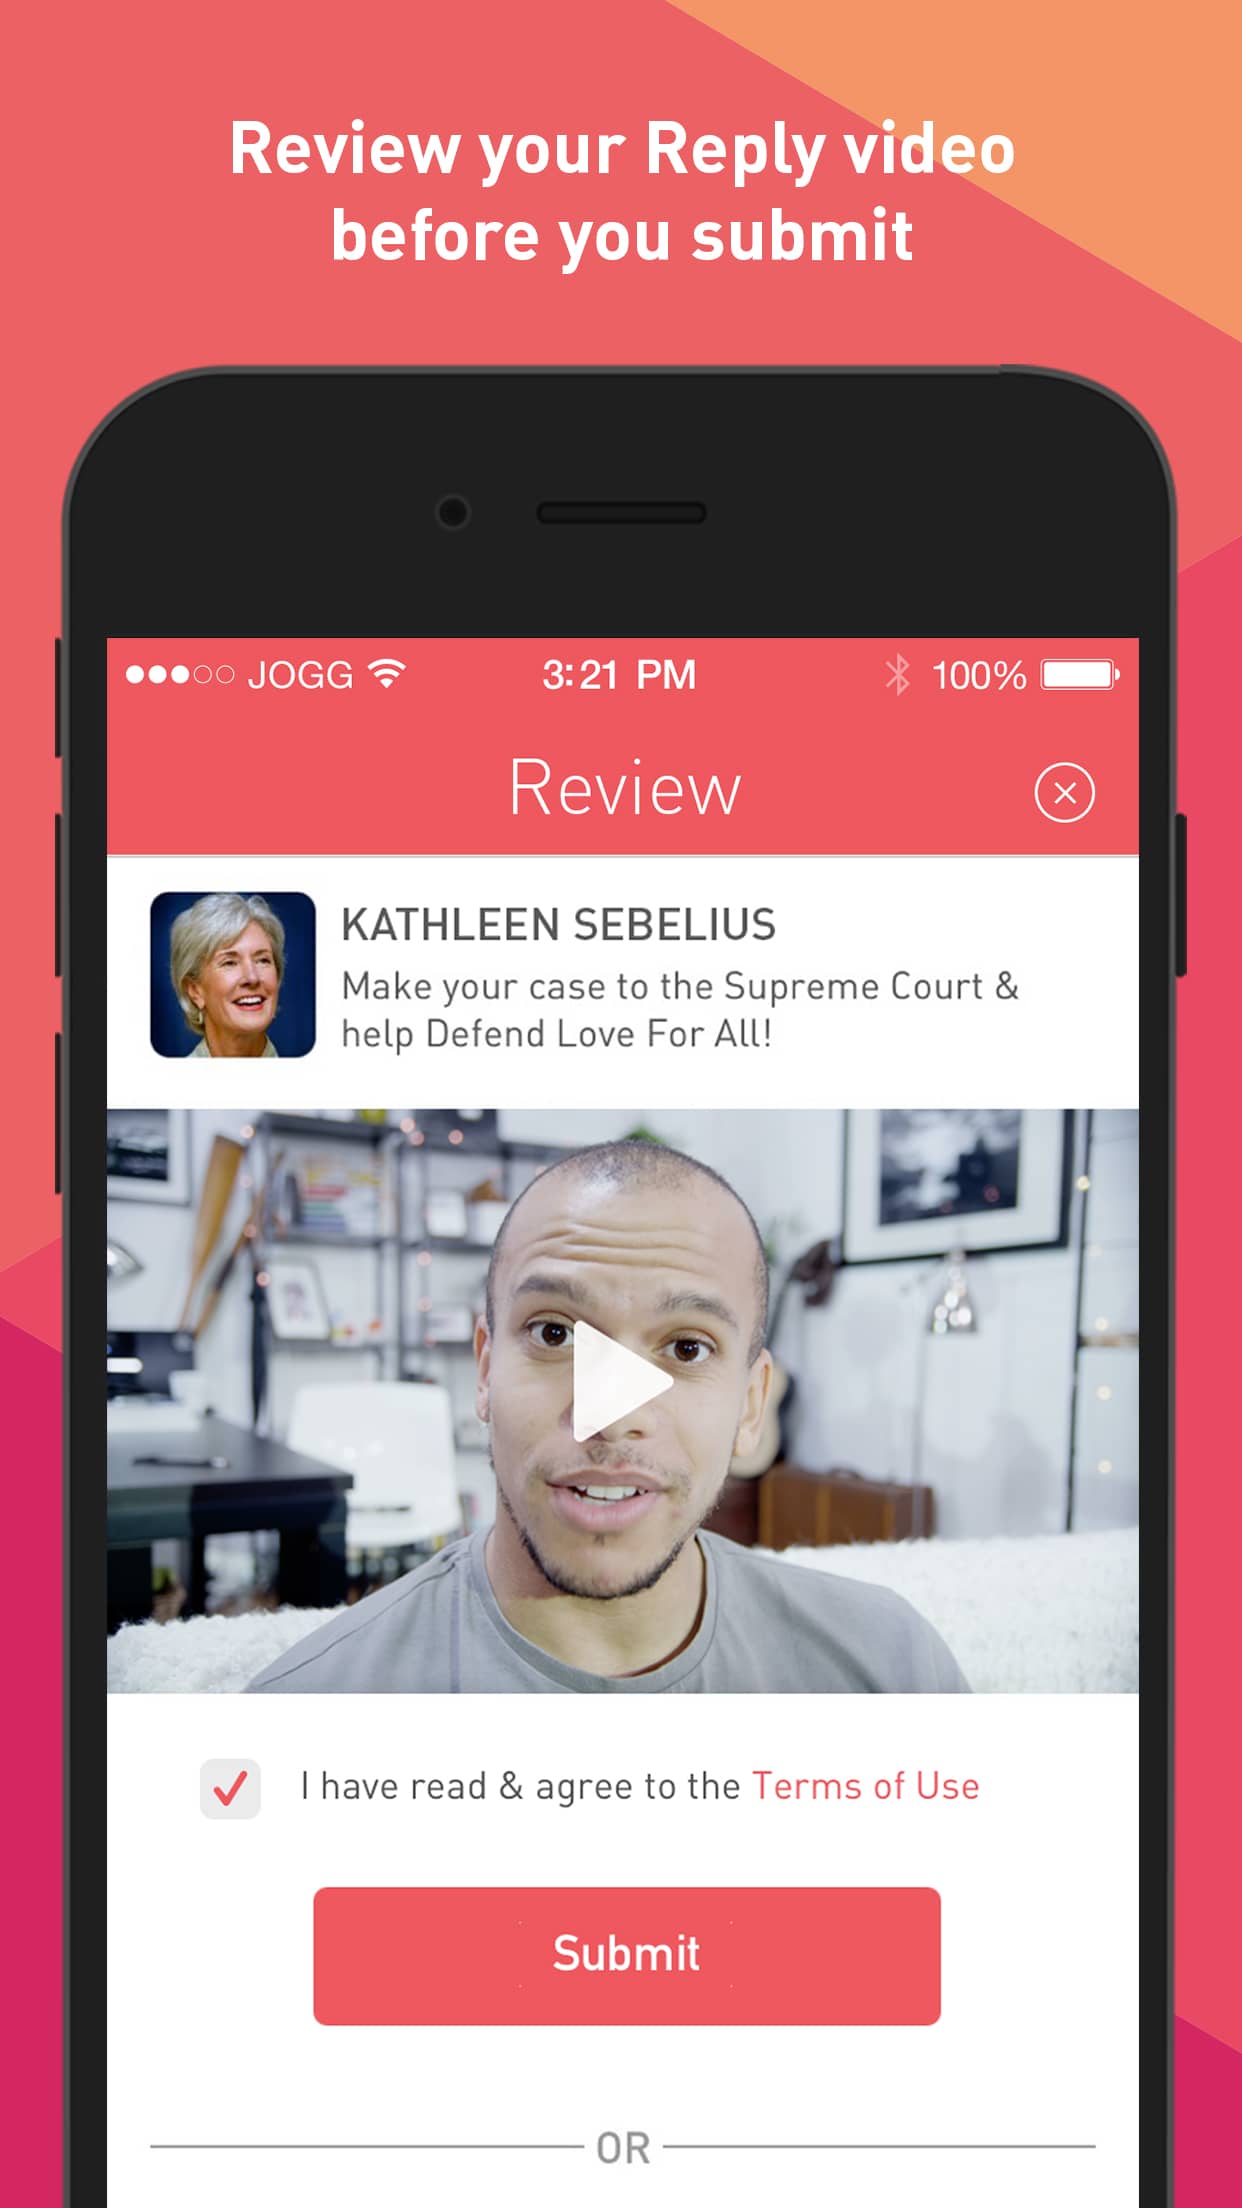 Review your Reply video
before you submit
JOGG 3:21 PM 100%
Review
KATHLEEN SEBELIUS
Make your case to the Supreme Court &
help Defend Love For All!
I have read & agree to the Terms of Use
Submit
OR